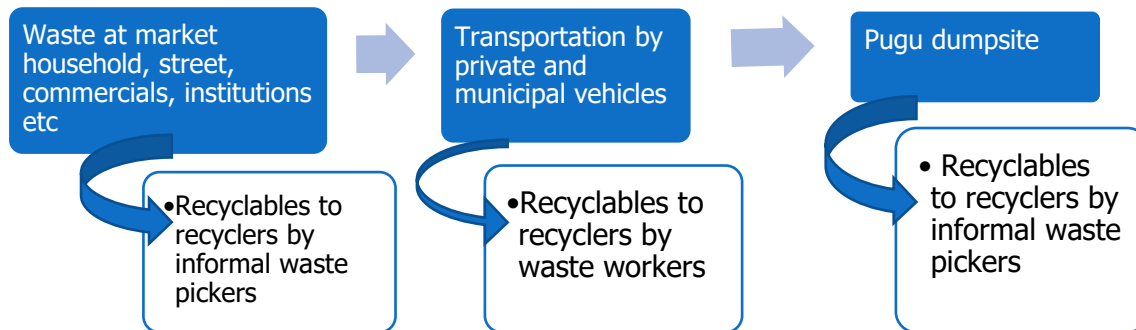 Waste at market
household, street,
commercials, institutions
etc
Transportation by
private and
municipal vehicles
Pugu dumpsite
•Recyclables to
recyclers by
informal waste
pickers
•Recyclables to
recyclers by
waste workers
• Recyclables
to recyclers by
informal waste
pickers